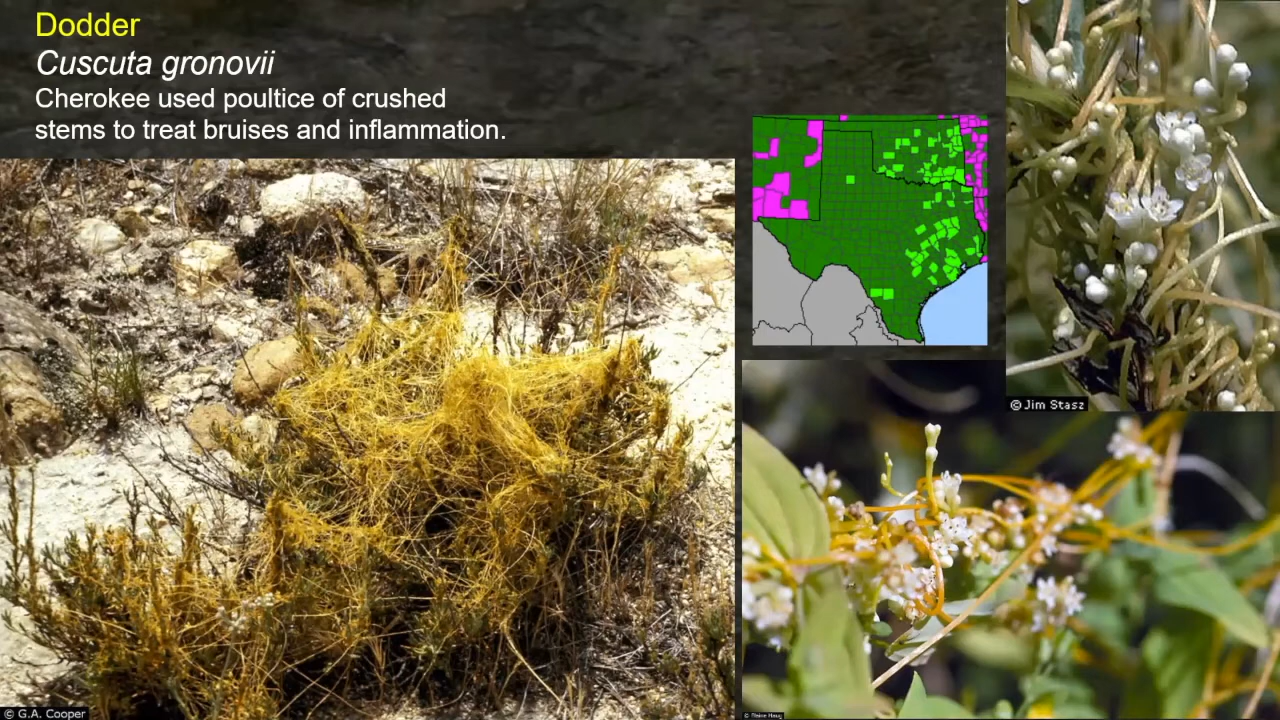 Dodder
Cuscuta gronovii
Cherokee used poultice of crushed
stems to treat bruises and inflammation.
© Jim Stasz
© G.A. Cooper